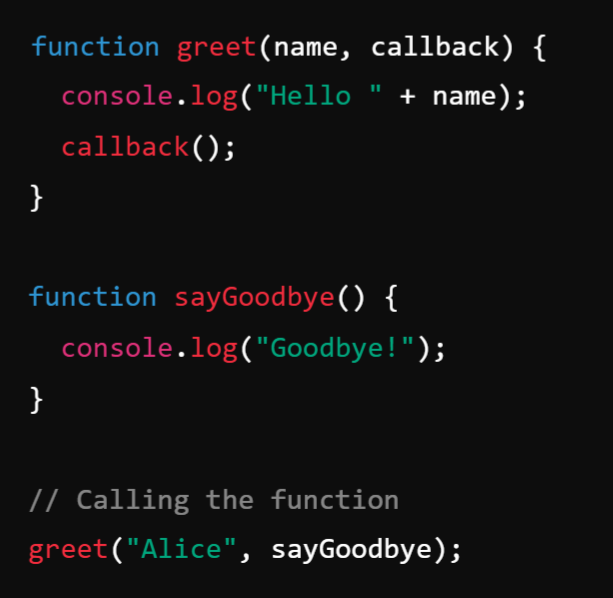 function greet(name, callback) {
  console.log("Hello " + name);
  callback();
}

function sayGoodbye() {
  console.log("Goodbye!");
}

// Calling the function
greet("Alice", sayGoodbye);